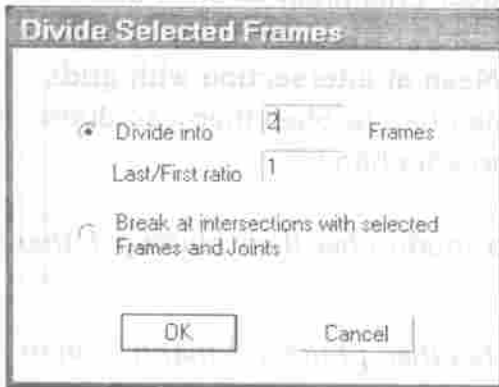 Divide Selected Frames
Divide into 2 Frames
Last/First ratio 1
Break at intersections with selected
Frames and Joints
OK Cancel